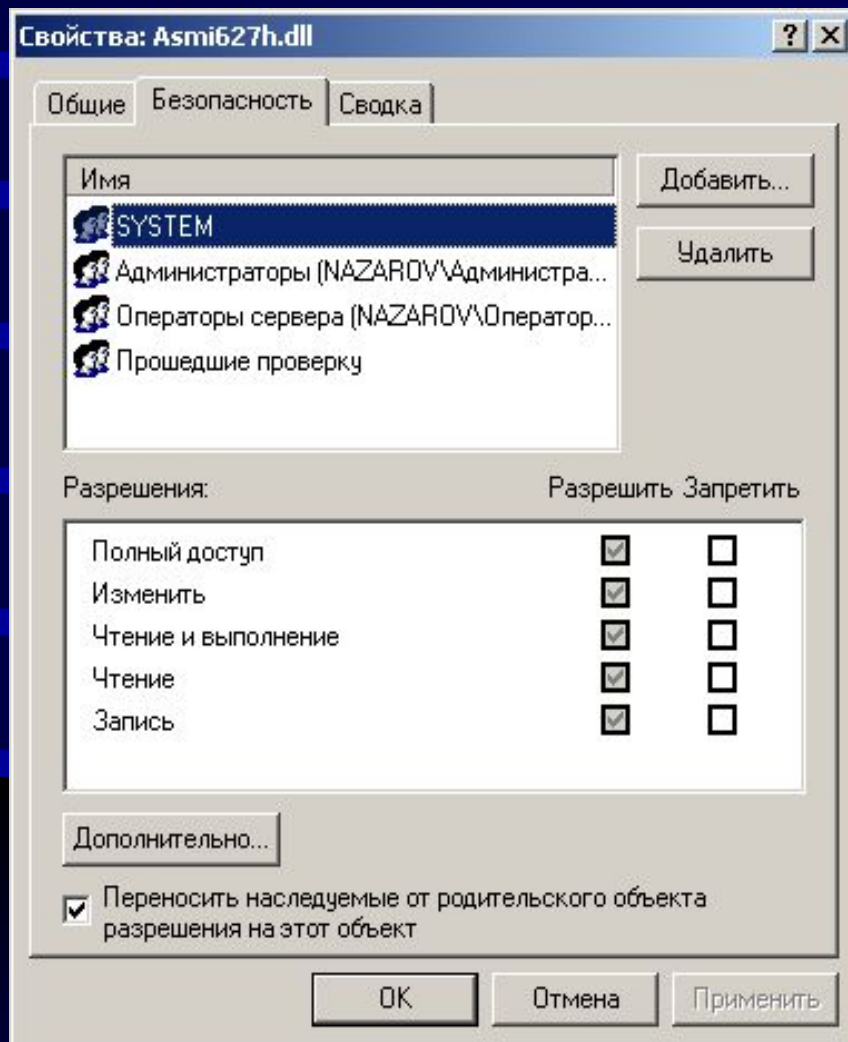 Свойства: Asmi627h.dll
Общие Безопасность Сводка
Имя
SYSTEM
Администраторы (NAZAROV\Администра...
Операторы сервера (NAZAROV\Оператор...
Прошедшие проверку
Добавить...
Удалить
Разрешения: Разрешить Запретить
Полный доступ
Изменить
Чтение и выполнение
Чтение
Запись
Дополнительно...
Переносить наследуемые от родительского объекта
разрешения на этот объект
OK Отмена Применить